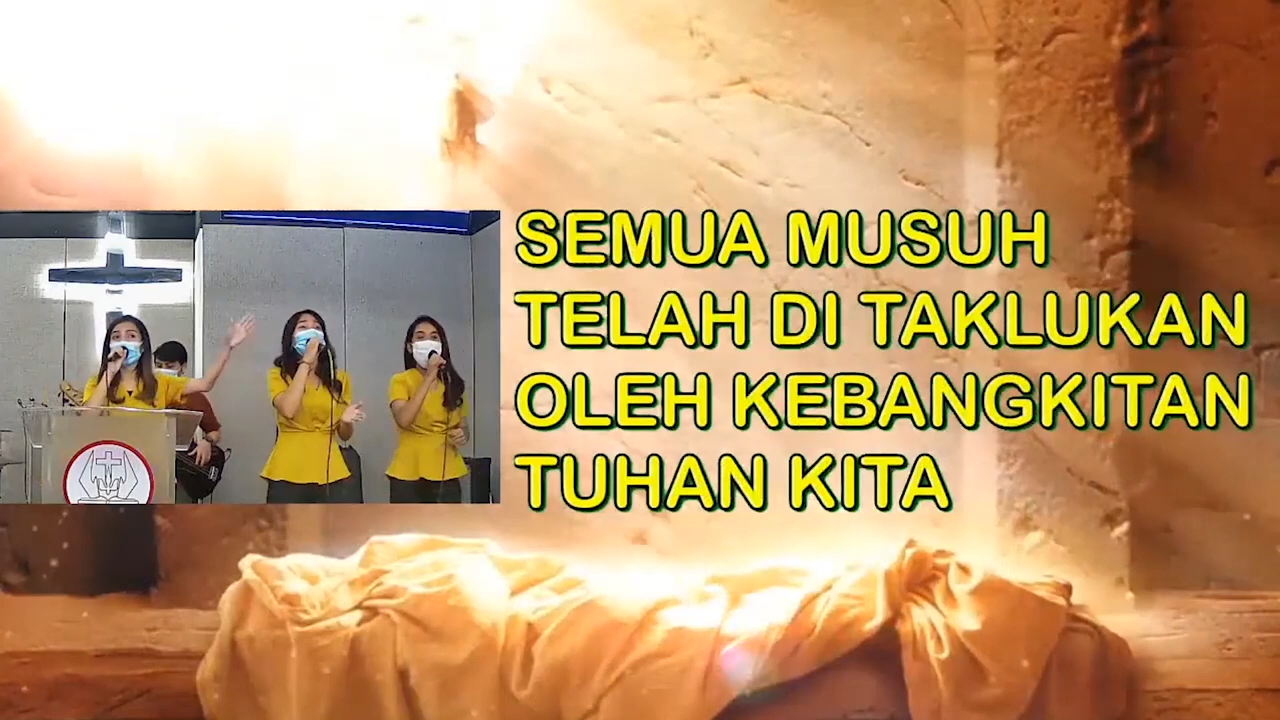 SEMUA MUSUH
TELAH DI TAKLUKAN
OLEH KEBANGKITAN
TUHAN KITA